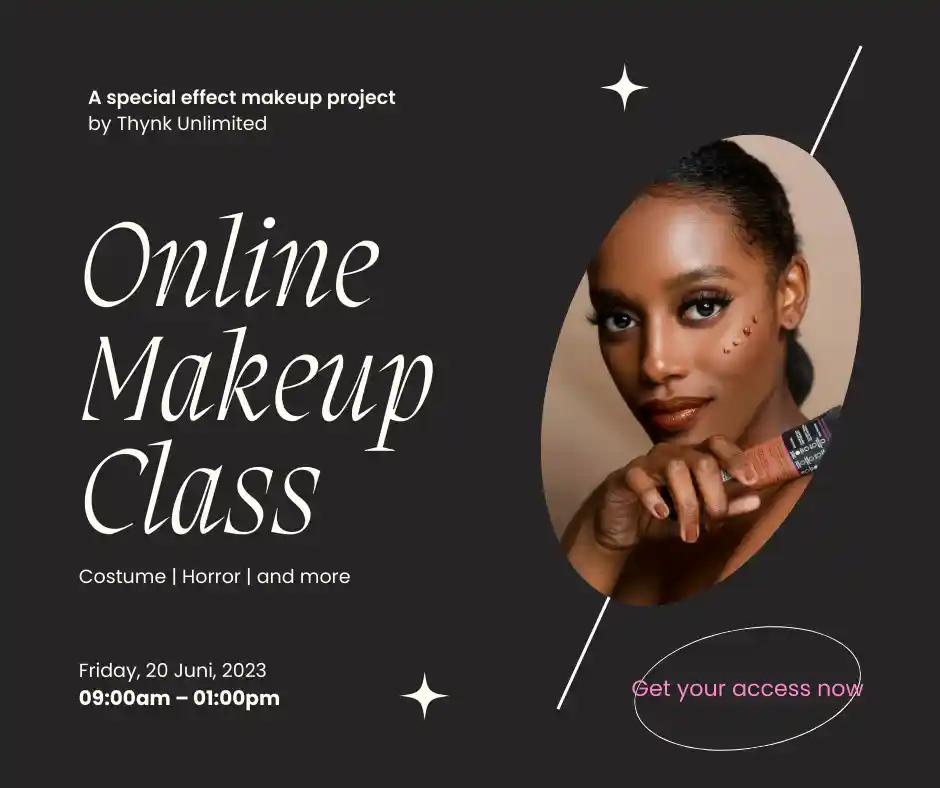 A special effect makeup project
by Thynk Unlimited
Online
Makeup
Class
Costume | Horror | and more
Friday, 20 Juni, 2023
09:00am – 01:00pm
Get your access now